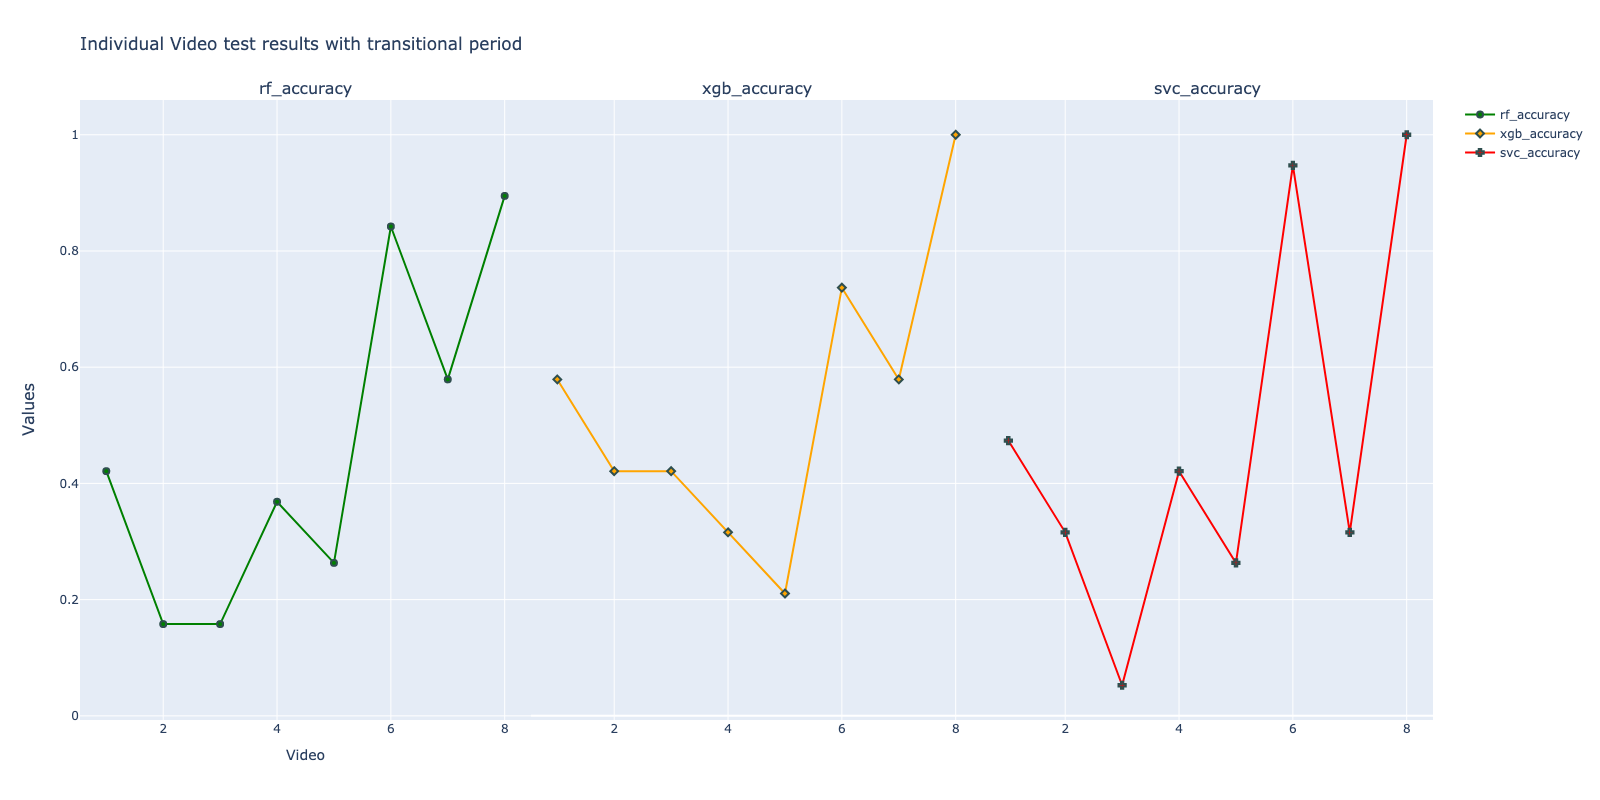 Individual Video test results with transitional period
rf_accuracy
xgb_accuracy
svc_accuracy
rf_accuracy
xgb_accuracy
svc_accuracy
Values
1
0.8
0.6
0.4
0.2
0
2 4 6 8 2 4 6 8 2 4 6 8
Video